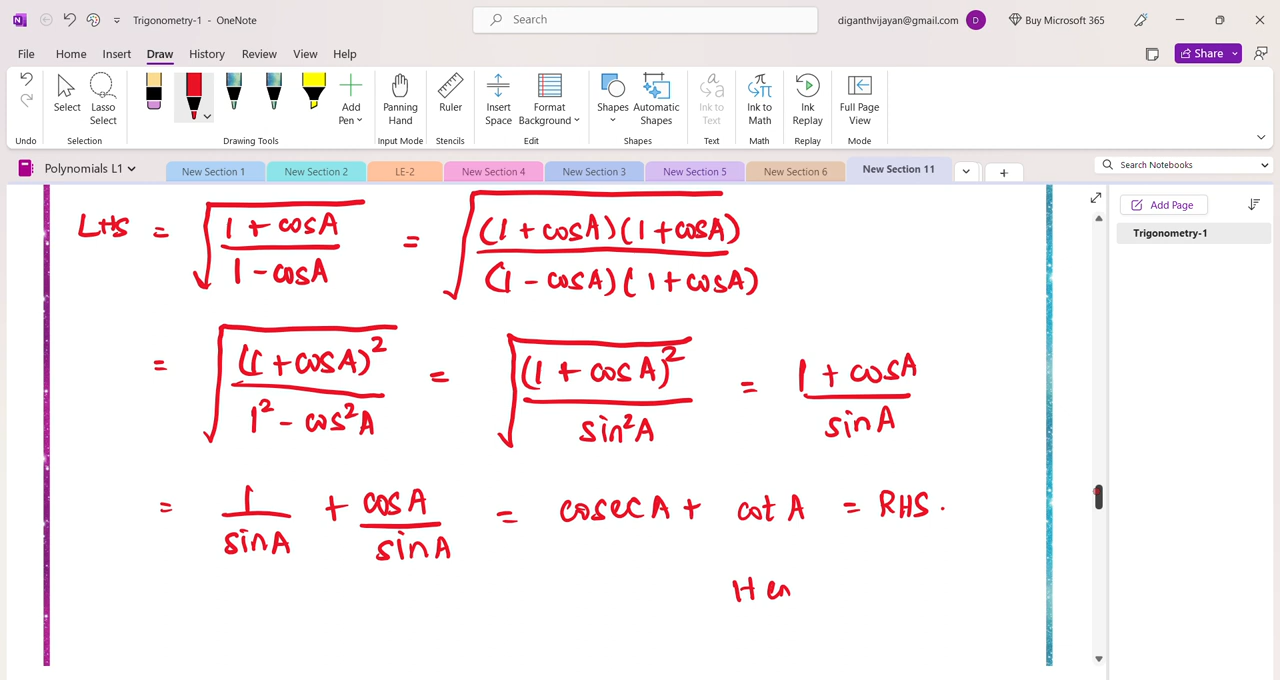 Trigonometry-1 - OneNote
Search
diganthvijayan@gmail.com
D
Buy Microsoft 365
File Home Insert Draw History Review View Help
Share
Undo
Select
Lasso Select
Selection
Drawing Tools
Add Pen
Panning Hand
Input Mode
Ruler
Stencils
Insert Space
Format Background
Edit
Shapes
Automatic Shapes
Shapes
Ink to Text
Text
Ink to Math
Math
Ink Replay
Replay
Full Page View
Mode
Polynomials L1
New Section 1 New Section 2 LE-2 New Section 4 New Section 3 New Section 5 New Section 6 New Section 11
Search Notebooks
Add Page
Trigonometry-1
LHS = √((1 + cosA)/(1 - cosA)) = √((1 + cosA)(1 + cosA)/(1 - cosA)(1 + cosA))
= √((1 + cosA)²/(1² - cos²A)) = √((1 + cosA)²/sin²A) = (1 + cosA)/sinA
= 1/sinA + cosA/sinA = cosecA + cotA = RHS.
Hen